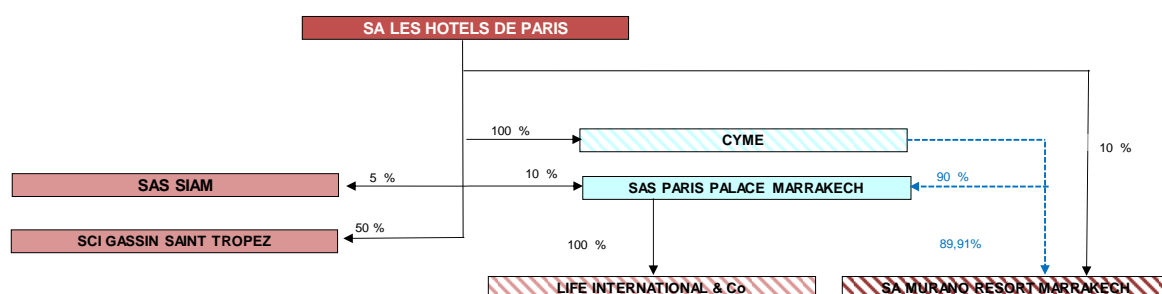 SA LES HOTELS DE PARIS
100 %
CYME
10 %
SAS SIAM
5 %
10 %
SAS PARIS PALACE MARRAKECH
90 %
SCI GASSIN SAINT TROPEZ
50 %
100 %
89,91%
LIFE INTERNATIONAL & Co
SA MURANO RESORT MARRAKECH